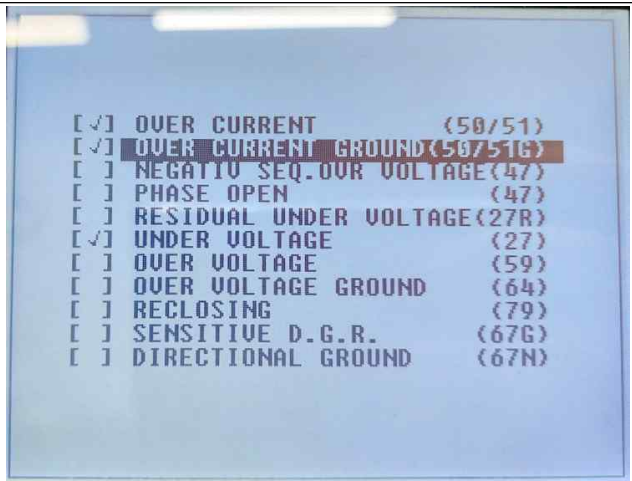 [√] OVER CURRENT (50/51)
[√] OVER CURRENT GROUND(50/51G)
[ ] NEGATIV SEQ.OVR VOLTAGE(47)
[ ] PHASE OPEN (47)
[ ] RESIDUAL UNDER VOLTAGE(27R)
[√] UNDER VOLTAGE (27)
[ ] OVER VOLTAGE (59)
[ ] OVER VOLTAGE GROUND (64)
[ ] RECLOSING (79)
[ ] SENSITIVE D.G.R. (67G)
[ ] DIRECTIONAL GROUND (67N)